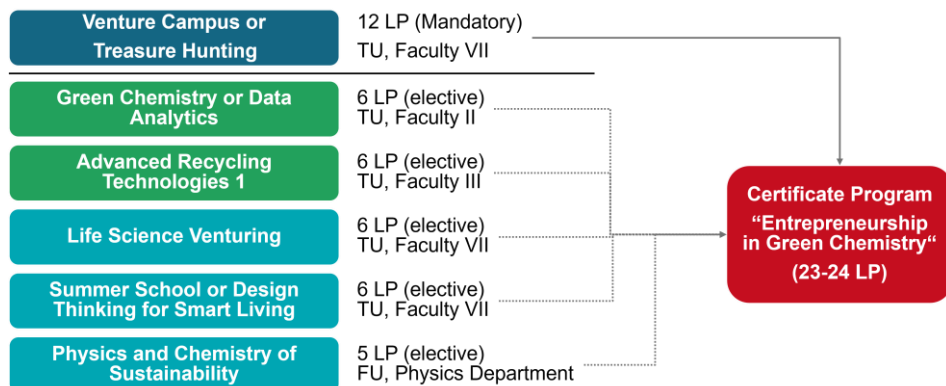 Venture Campus or
Treasure Hunting
12 LP (Mandatory)
TU, Faculty VII
Green Chemistry or Data
Analytics
6 LP (elective)
TU, Faculty II
Advanced Recycling
Technologies 1
6 LP (elective)
TU, Faculty III
Life Science Venturing
6 LP (elective)
TU, Faculty VII
Summer School or Design
Thinking for Smart Living
6 LP (elective)
TU, Faculty VII
Physics and Chemistry of
Sustainability
5 LP (elective)
FU, Physics Department
Certificate Program
“Entrepreneurship
in Green Chemistry“
(23-24 LP)